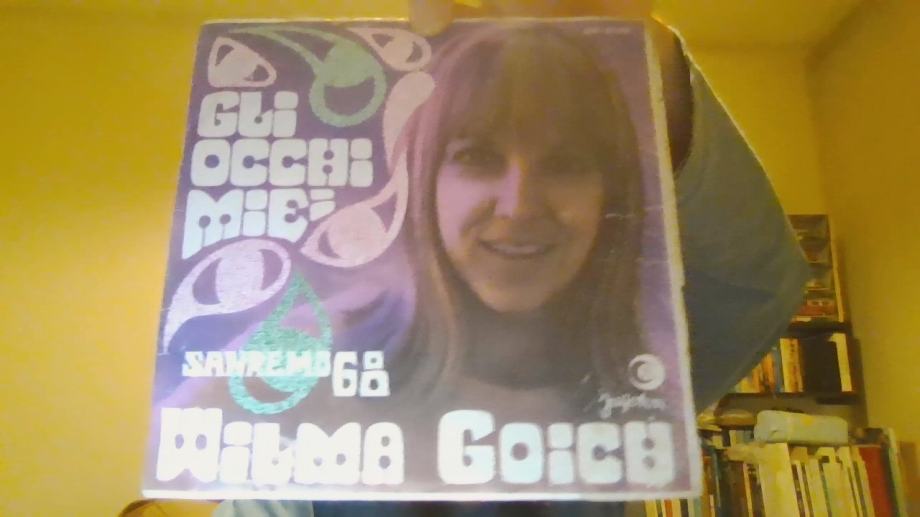 GLi
OCCHi
MiEi
SANREMO 68
WiLMA GOiCH